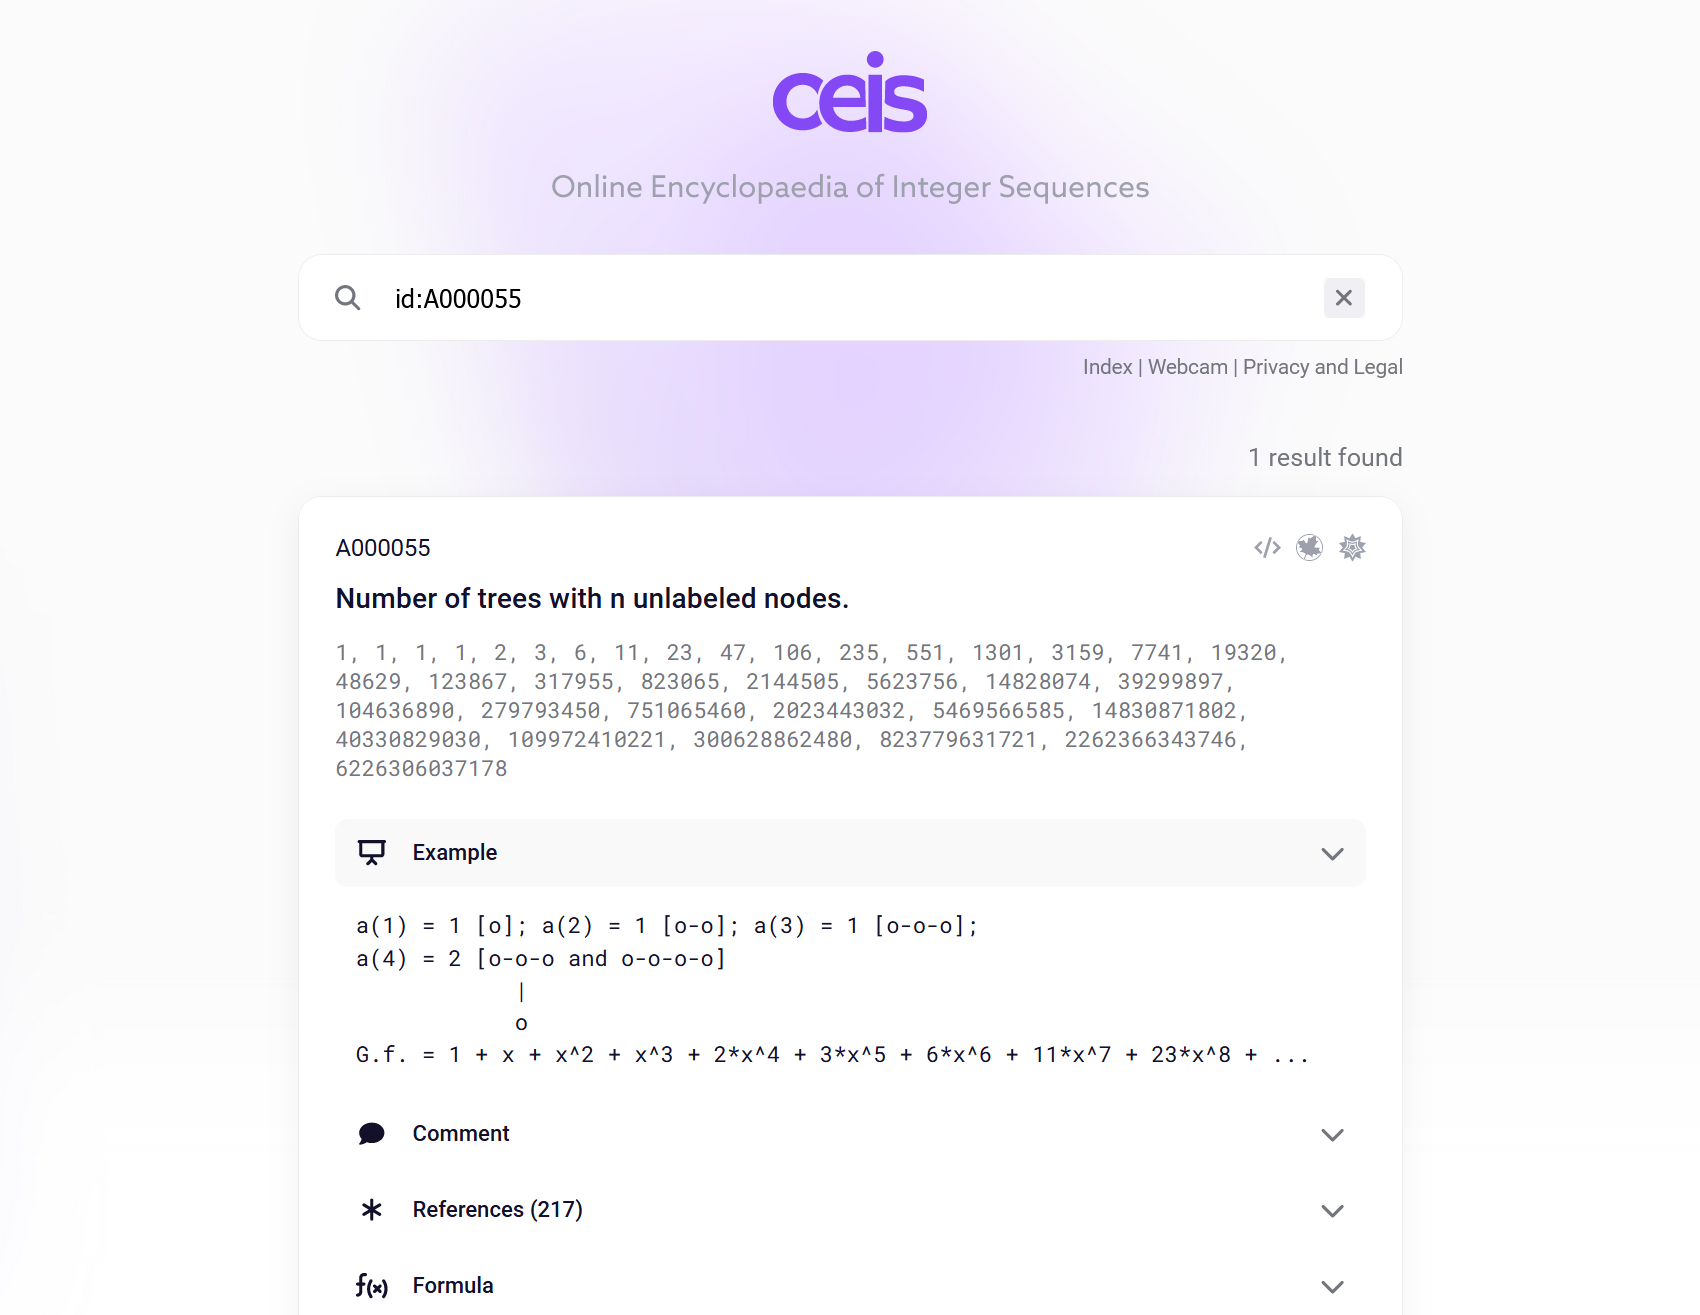 ceis
Online Encyclopaedia of Integer Sequences
id:A000055
Index | Webcam | Privacy and Legal
1 result found
A000055
Number of trees with n unlabeled nodes.
1, 1, 1, 1, 2, 3, 6, 11, 23, 47, 106, 235, 551, 1301, 3159, 7741, 19320,
48629, 123867, 317955, 823065, 2144505, 5623756, 14828074, 39299897,
104636890, 279793450, 751065460, 2023443032, 5469566585, 14830871802,
40330829030, 109972410221, 300628862480, 823779631721, 2262366343746,
6226306037178
Example
a(1) = 1 [o]; a(2) = 1 [o-o]; a(3) = 1 [o-o-o];
a(4) = 2 [o-o-o and o-o-o-o]
|
o
G.f. = 1 + x + x^2 + x^3 + 2*x^4 + 3*x^5 + 6*x^6 + 11*x^7 + 23*x^8 + ...
Comment
References (217)
f(x) Formula